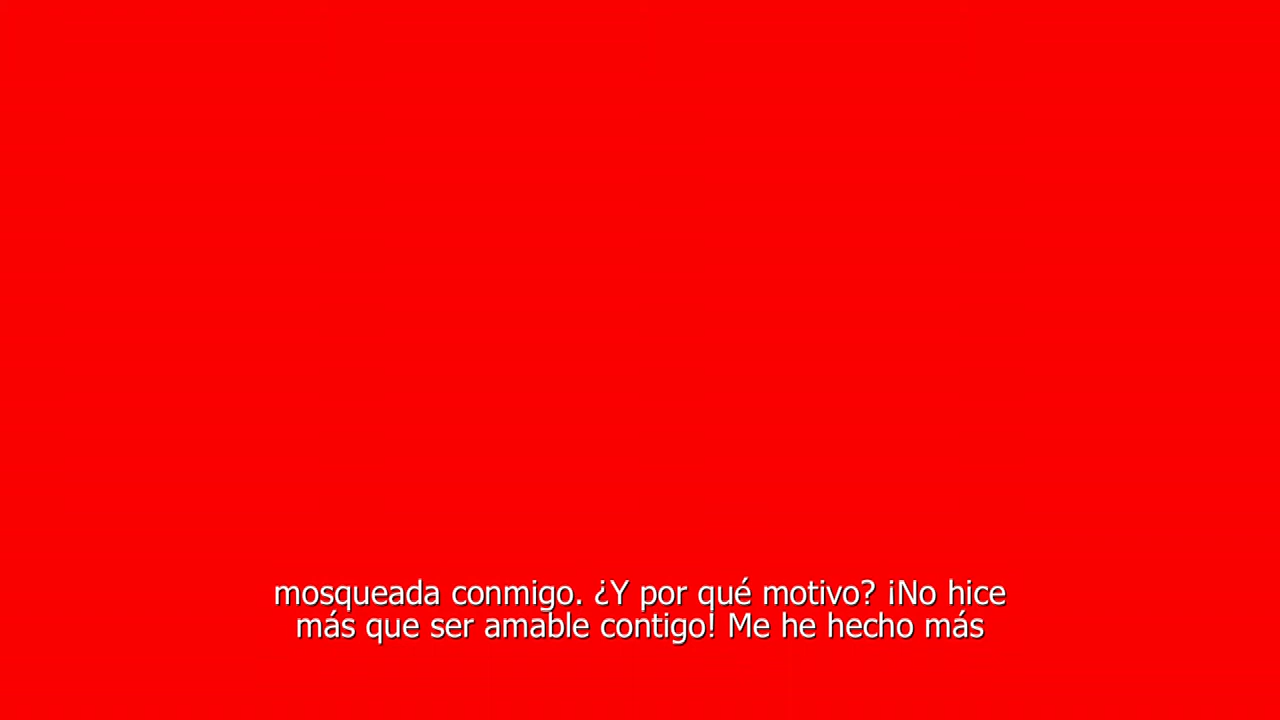 mosqueada conmigo. ¿Y por qué motivo? ¡No hice
más que ser amable contigo! Me he hecho más